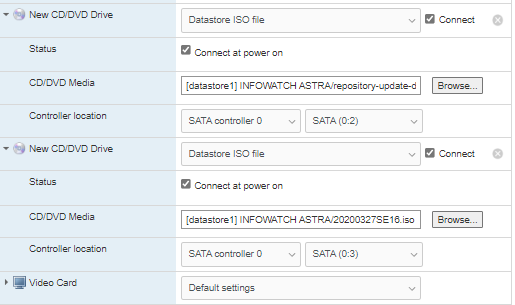 New CD/DVD Drive Datastore ISO file Connect
Status Connect at power on
CD/DVD Media [datastore1] INFOWATCH ASTRA/repository-update-d Browse...
Controller location SATA controller 0 SATA (0:2)
New CD/DVD Drive Datastore ISO file Connect
Status Connect at power on
CD/DVD Media [datastore1] INFOWATCH ASTRA/20200327SE16.iso Browse...
Controller location SATA controller 0 SATA (0:3)
Video Card Default settings